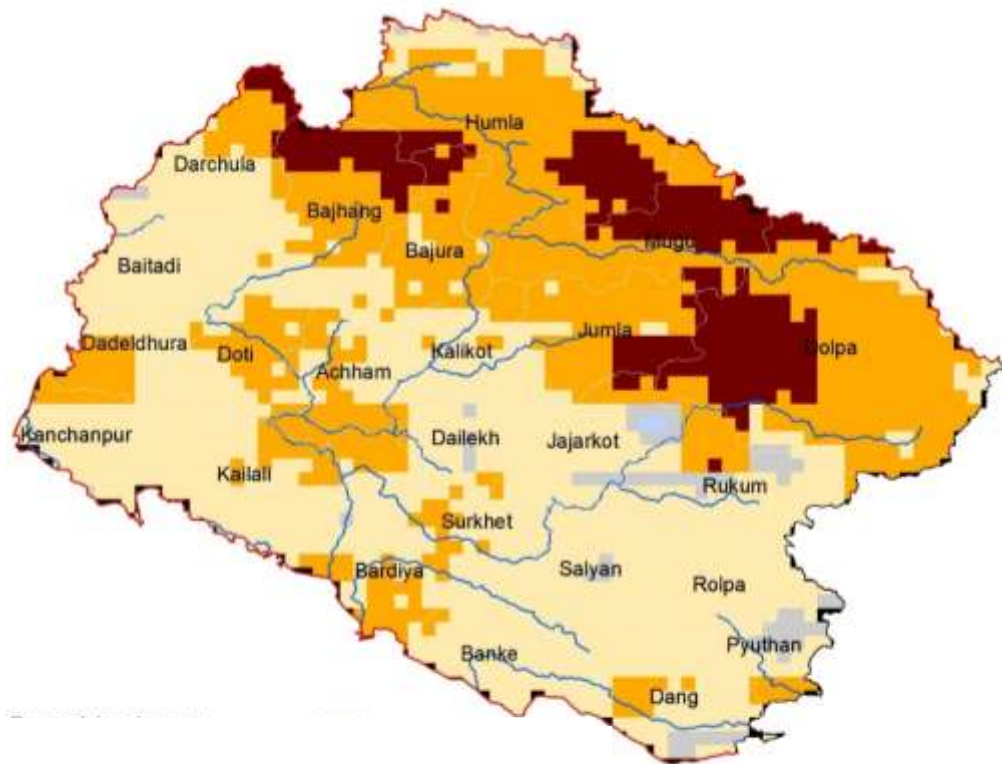 Humla
Darchula
Bajhang
Mugu
Bajura
Baitadi
Dadeldhura
Doti
Jumla
Dolpa
Kalikot
Achham
Kanchanpur
Dailekh
Jajarkot
Kailali
Rukum
Surkhet
Bardiya
Salyan
Rolpa
Pyuthan
Banke
Dang